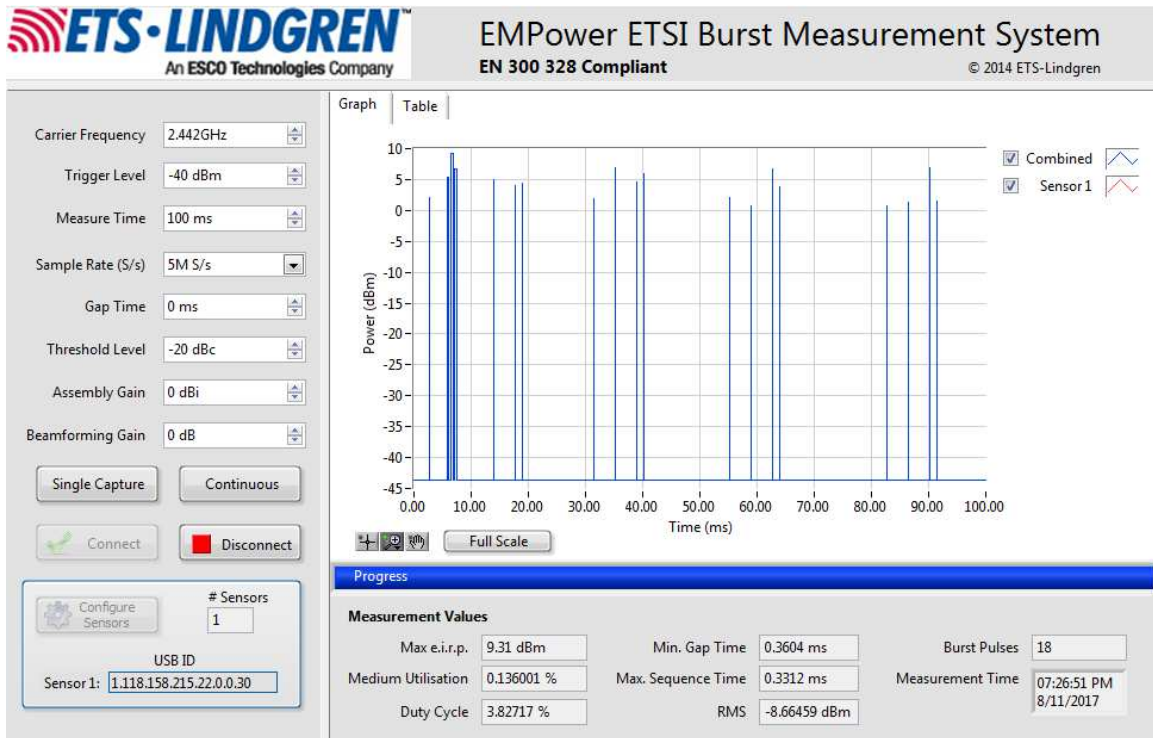 ETS·LINDGREN™
An ESCO Technologies Company
EMPower ETSI Burst Measurement System
EN 300 328 Compliant
© 2014 ETS-Lindgren
Carrier Frequency 2.442GHz
Trigger Level -40 dBm
Measure Time 100 ms
Sample Rate (S/s) 5M S/s
Gap Time 0 ms
Threshold Level -20 dBc
Assembly Gain 0 dBi
Beamforming Gain 0 dB
Single Capture Continuous
Connect Disconnect
Configure Sensors
# Sensors
1
USB ID
Sensor 1: 1.118.158.215.22.0.0.30
Graph Table
Combined
Sensor 1
Power (dBm)
10
5
0
-5
-10
-15
-20
-25
-30
-35
-40
-45
0.00 10.00 20.00 30.00 40.00 50.00 60.00 70.00 80.00 90.00 100.00
Time (ms)
Full Scale
Progress
Measurement Values
Max e.i.r.p. 9.31 dBm Min. Gap Time 0.3604 ms Burst Pulses 18
Medium Utilisation 0.136001 % Max. Sequence Time 0.3312 ms Measurement Time 07:26:51 PM
8/11/2017
Duty Cycle 3.82717 % RMS -8.66459 dBm